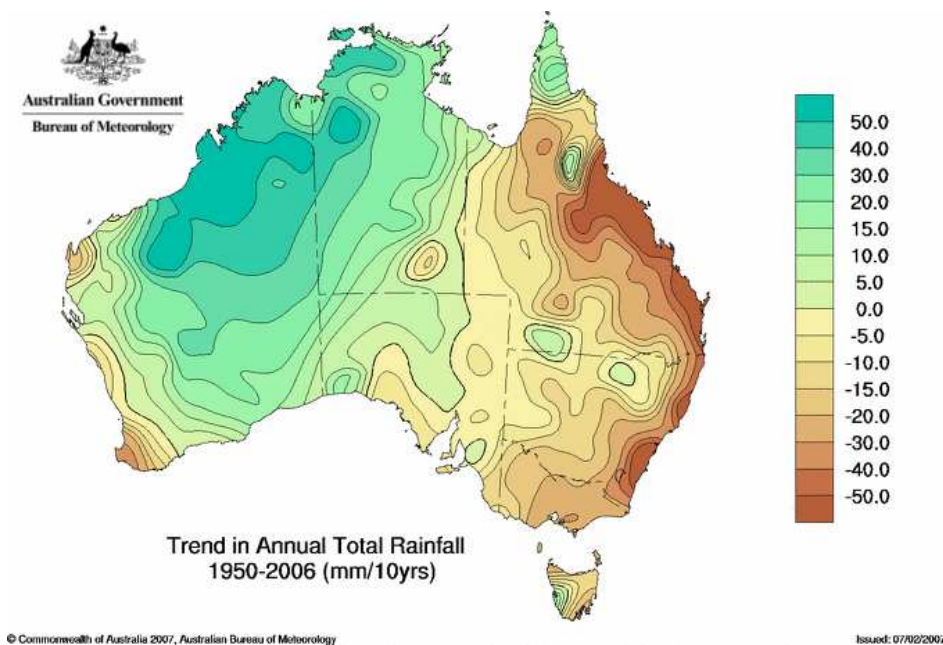 Australian Government
Bureau of Meteorology
50.0
40.0
30.0
20.0
15.0
10.0
5.0
0.0
-5.0
-10.0
-15.0
-20.0
-30.0
-40.0
-50.0
Trend in Annual Total Rainfall
1950-2006 (mm/10yrs)
© Commonwealth of Australia 2007, Australian Bureau of Meteorology
Issued: 07/02/2007